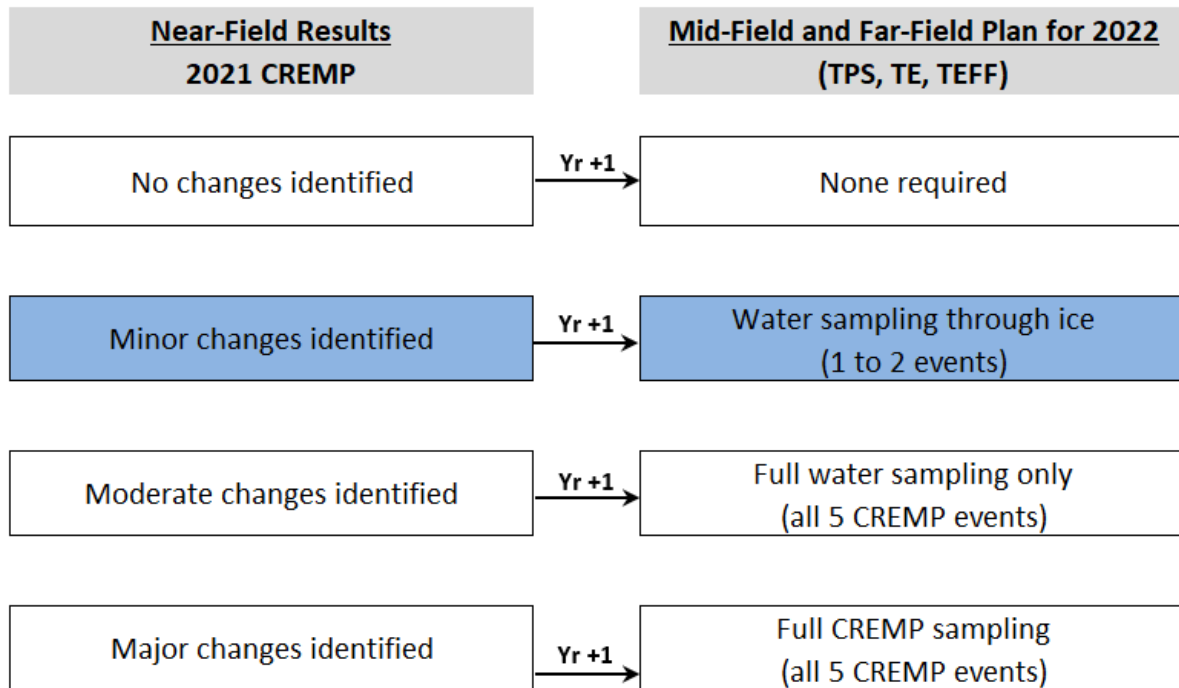 Near-Field Results
2021 CREMP
Mid-Field and Far-Field Plan for 2022
(TPS, TE, TEFF)
No changes identified
Yr +1
None required
Minor changes identified
Yr +1
Water sampling through ice
(1 to 2 events)
Moderate changes identified
Yr +1
Full water sampling only
(all 5 CREMP events)
Major changes identified
Yr +1
Full CREMP sampling
(all 5 CREMP events)